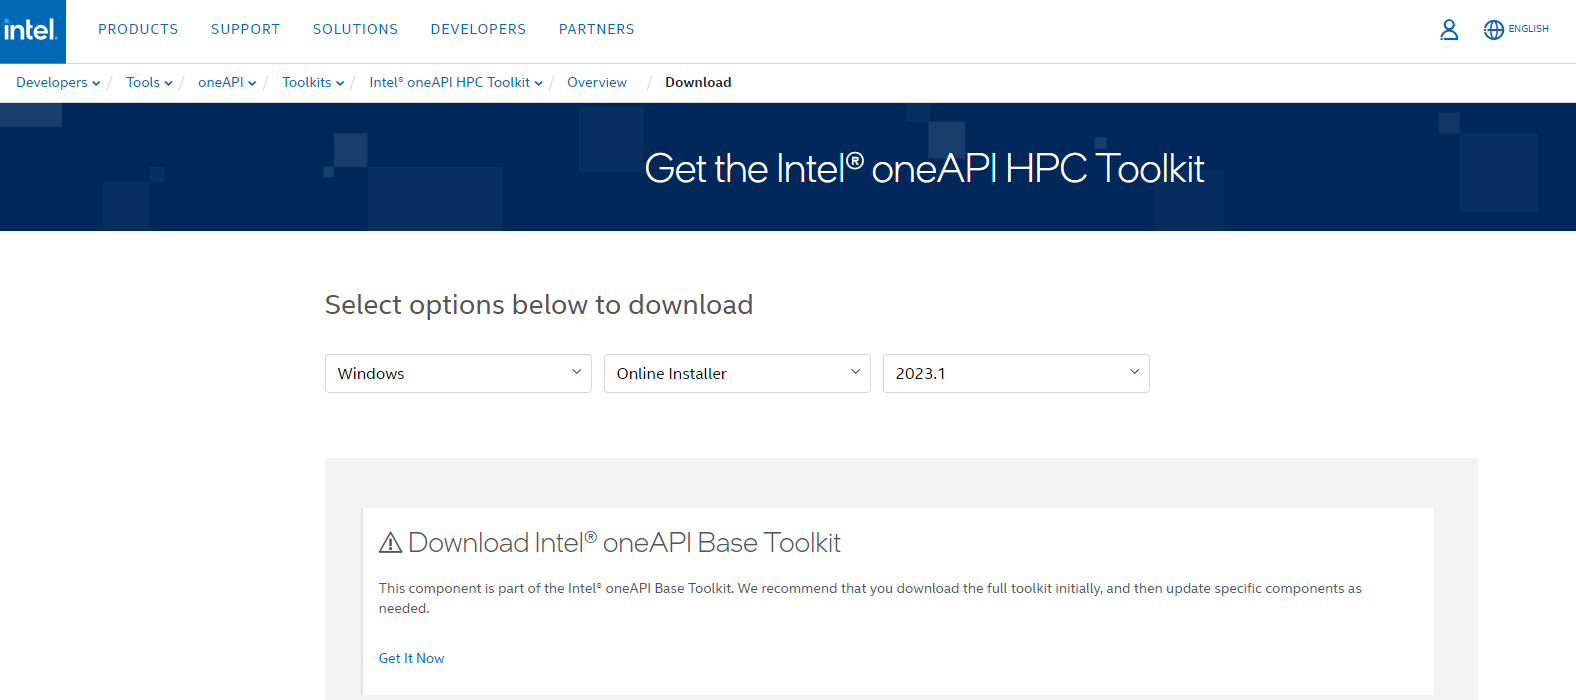 intel.
PRODUCTS SUPPORT SOLUTIONS DEVELOPERS PARTNERS ENGLISH
Developers / Tools / oneAPI / Toolkits / Intel® oneAPI HPC Toolkit / Overview / Download
Get the Intel® oneAPI HPC Toolkit
Select options below to download
Windows Online Installer 2023.1
Download Intel® oneAPI Base Toolkit
This component is part of the Intel® oneAPI Base Toolkit. We recommend that you download the full toolkit initially, and then update specific components as
needed.
Get It Now